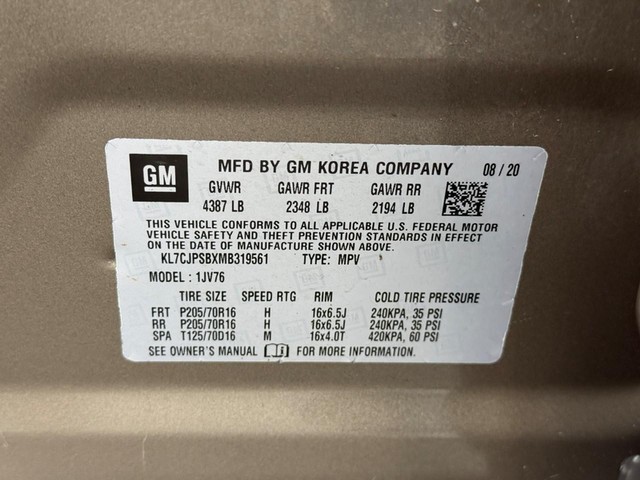 GM MFD BY GM KOREA COMPANY 08 / 20
GVWR GAWR FRT GAWR RR
4387 LB 2348 LB 2194 LB
THIS VEHICLE CONFORMS TO ALL APPLICABLE U.S. FEDERAL MOTOR
VEHICLE SAFETY AND THEFT PREVENTION STANDARDS IN EFFECT
ON THE DATE OF MANUFACTURE SHOWN ABOVE.
KL7CJPSBXMB319561 TYPE: MPV
MODEL : 1JV76
TIRE SIZE SPEED RTG RIM COLD TIRE PRESSURE
FRT P205/70R16 H 16x6.5J 240KPA, 35 PSI
RR P205/70R16 H 16x6.5J 240KPA, 35 PSI
SPA T125/70D16 M 16x4.0T 420KPA, 60 PSI
SEE OWNER'S MANUAL FOR MORE INFORMATION.